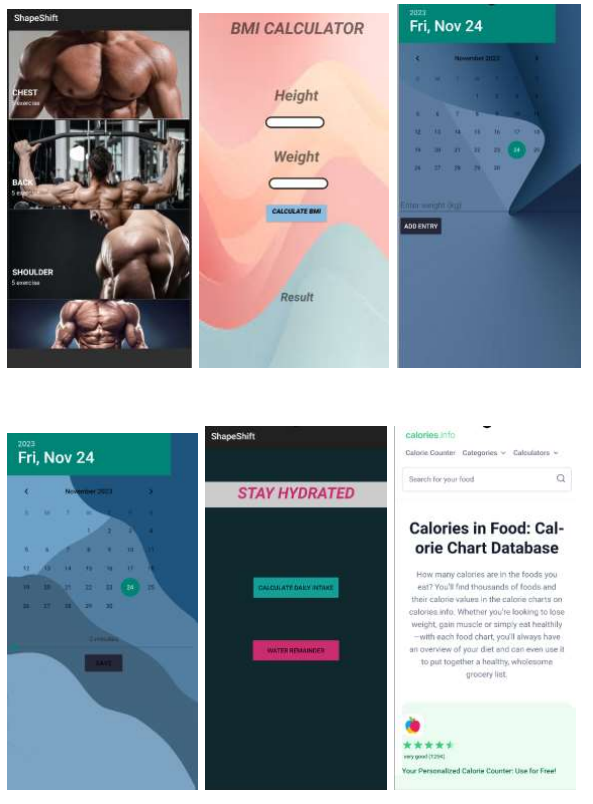 ShapeShift
CHEST
BACK
5 exercise
SHOULDER
5 exercise
BMI CALCULATOR
Height
Weight
CALCULATE BMI
Result
2023
Fri, Nov 24
November 2023
S M T W T F S
1 2 3 4
5 6 7 8 9 10 11
12 13 14 15 16 17 18
19 20 21 22 23 24 25
26 27 28 29 30
Enter weight (kg)
ADD ENTRY
2023
Fri, Nov 24
November 2023
S M T W T F S
1 2 3 4
5 6 7 8 9 10 11
12 13 14 15 16 17 18
19 20 21 22 23 24 25
26 27 28 29 30
SAVE
ShapeShift
STAY HYDRATED
CALCULATE DAILY INTAKE
WATER REMAINDER
calories.info
Calorie Counter Categories Calculators
Search for your food
Calories in Food: Cal-
orie Chart Database
How many calories are in the foods you
eat? You'll find thousands of foods and
their calorie values in the calorie charts on
calories.info. Whether you're looking to lose
weight, gain muscle or simply eat healthily
—with each food chart, you'll always have
an overview of your diet and can even use it
to put together a healthy, wholesome
grocery list.
very good (1254)
Your Personalized Calorie Counter: Use for Free!